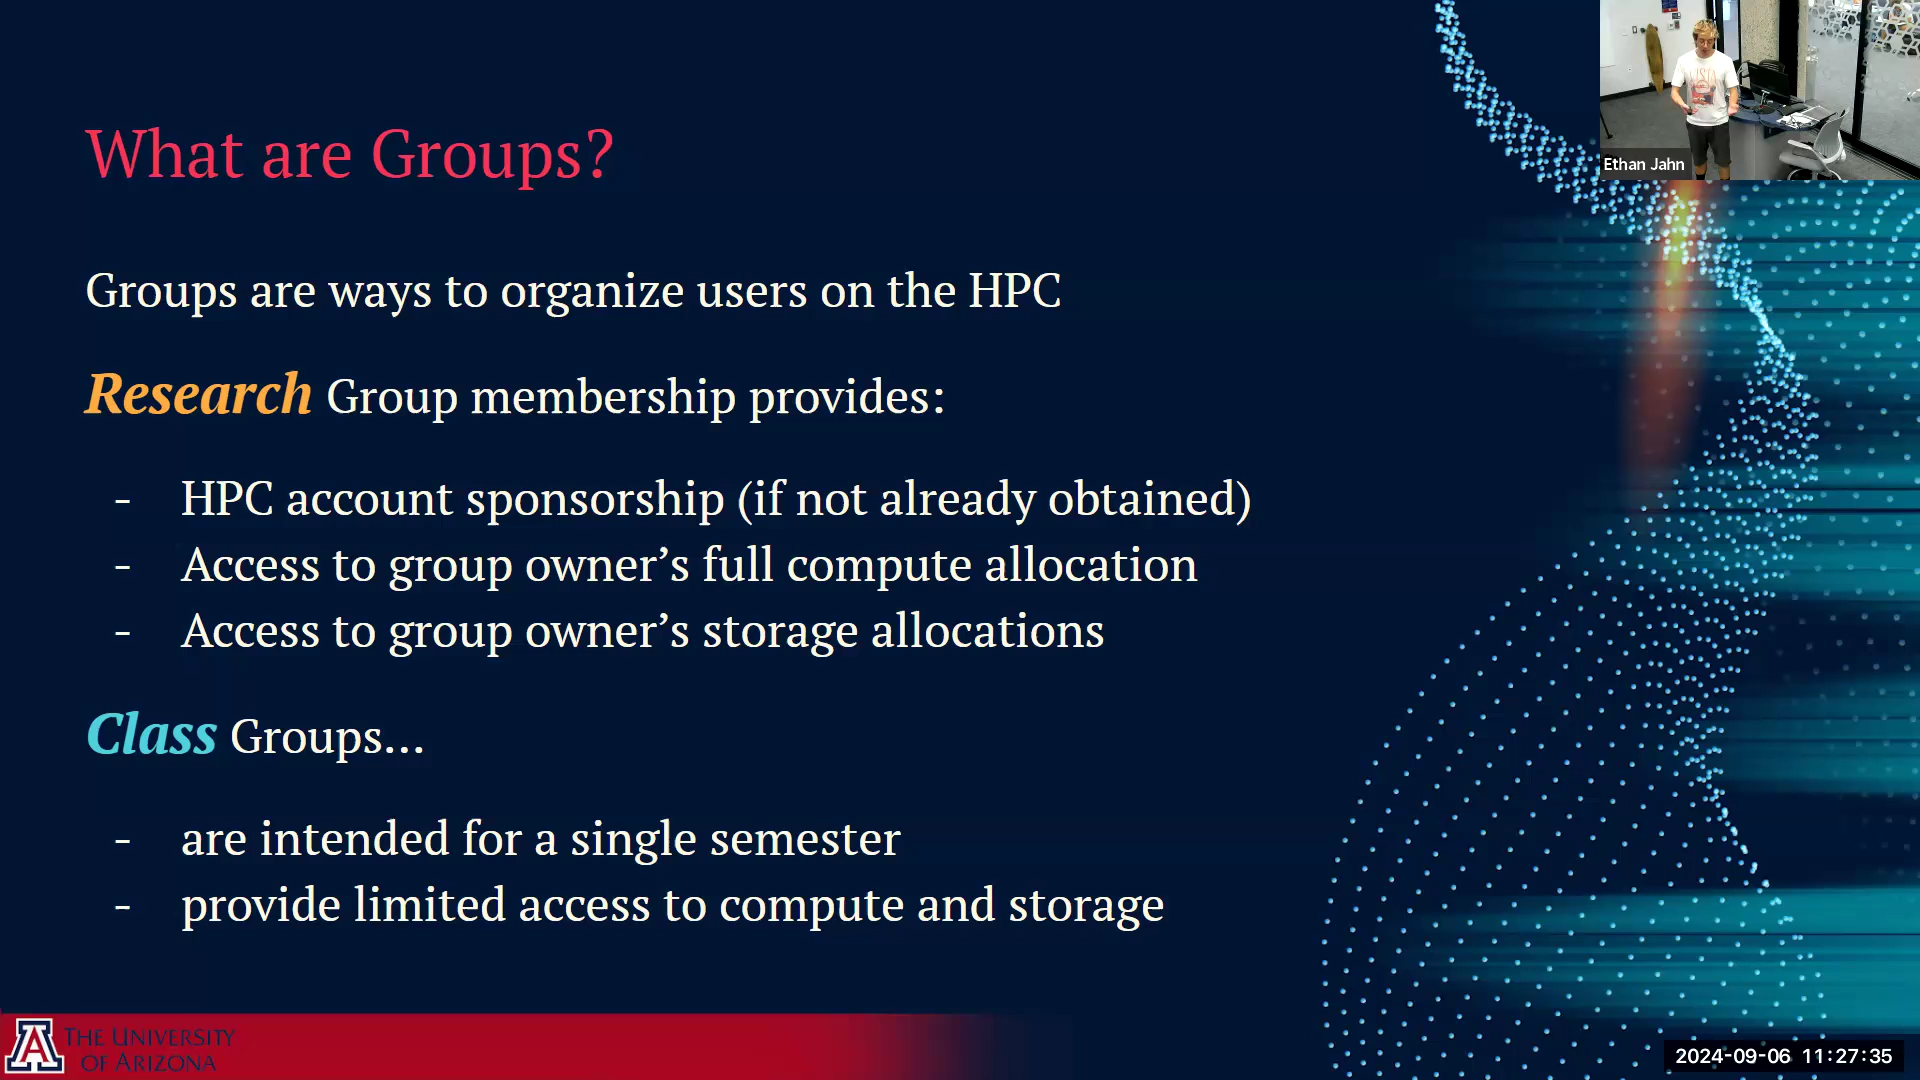 What are Groups?
Groups are ways to organize users on the HPC
Research Group membership provides:
- HPC account sponsorship (if not already obtained)
- Access to group owner’s full compute allocation
- Access to group owner’s storage allocations
Class Groups...
- are intended for a single semester
- provide limited access to compute and storage
Ethan Jahn
A THE UNIVERSITY
OF ARIZONA
2024-09-06 11:27:35